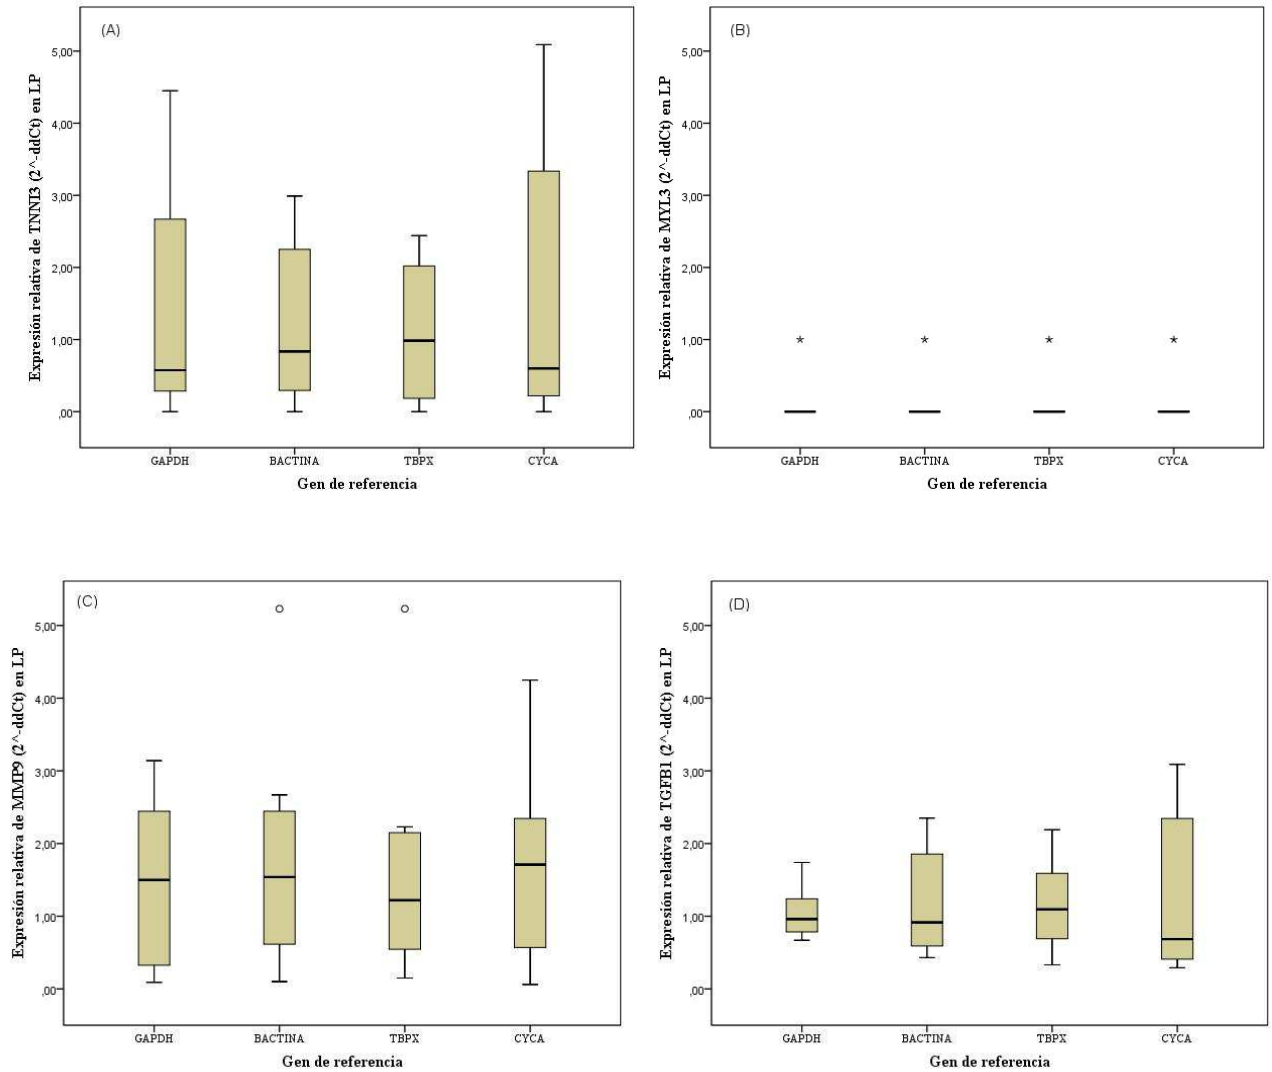 (A)
Expresión relativa de TNNI3 (2^-ddCt) en LP
5,00
4,00
3,00
2,00
1,00
,00
GAPDH BACTINA TBPX CYCA
Gen de referencia
(B)
Expresión relativa de MYL3 (2^-ddCt) en LP
5,00
4,00
3,00
2,00
1,00
,00
GAPDH BACTINA TBPX CYCA
Gen de referencia
(C)
Expresión relativa de MMP9 (2^-ddCt) en LP
5,00
4,00
3,00
2,00
1,00
,00
GAPDH BACTINA TBPX CYCA
Gen de referencia
(D)
Expresión relativa de TGFB1 (2^-ddCt) en LP
5,00
4,00
3,00
2,00
1,00
,00
GAPDH BACTINA TBPX CYCA
Gen de referencia